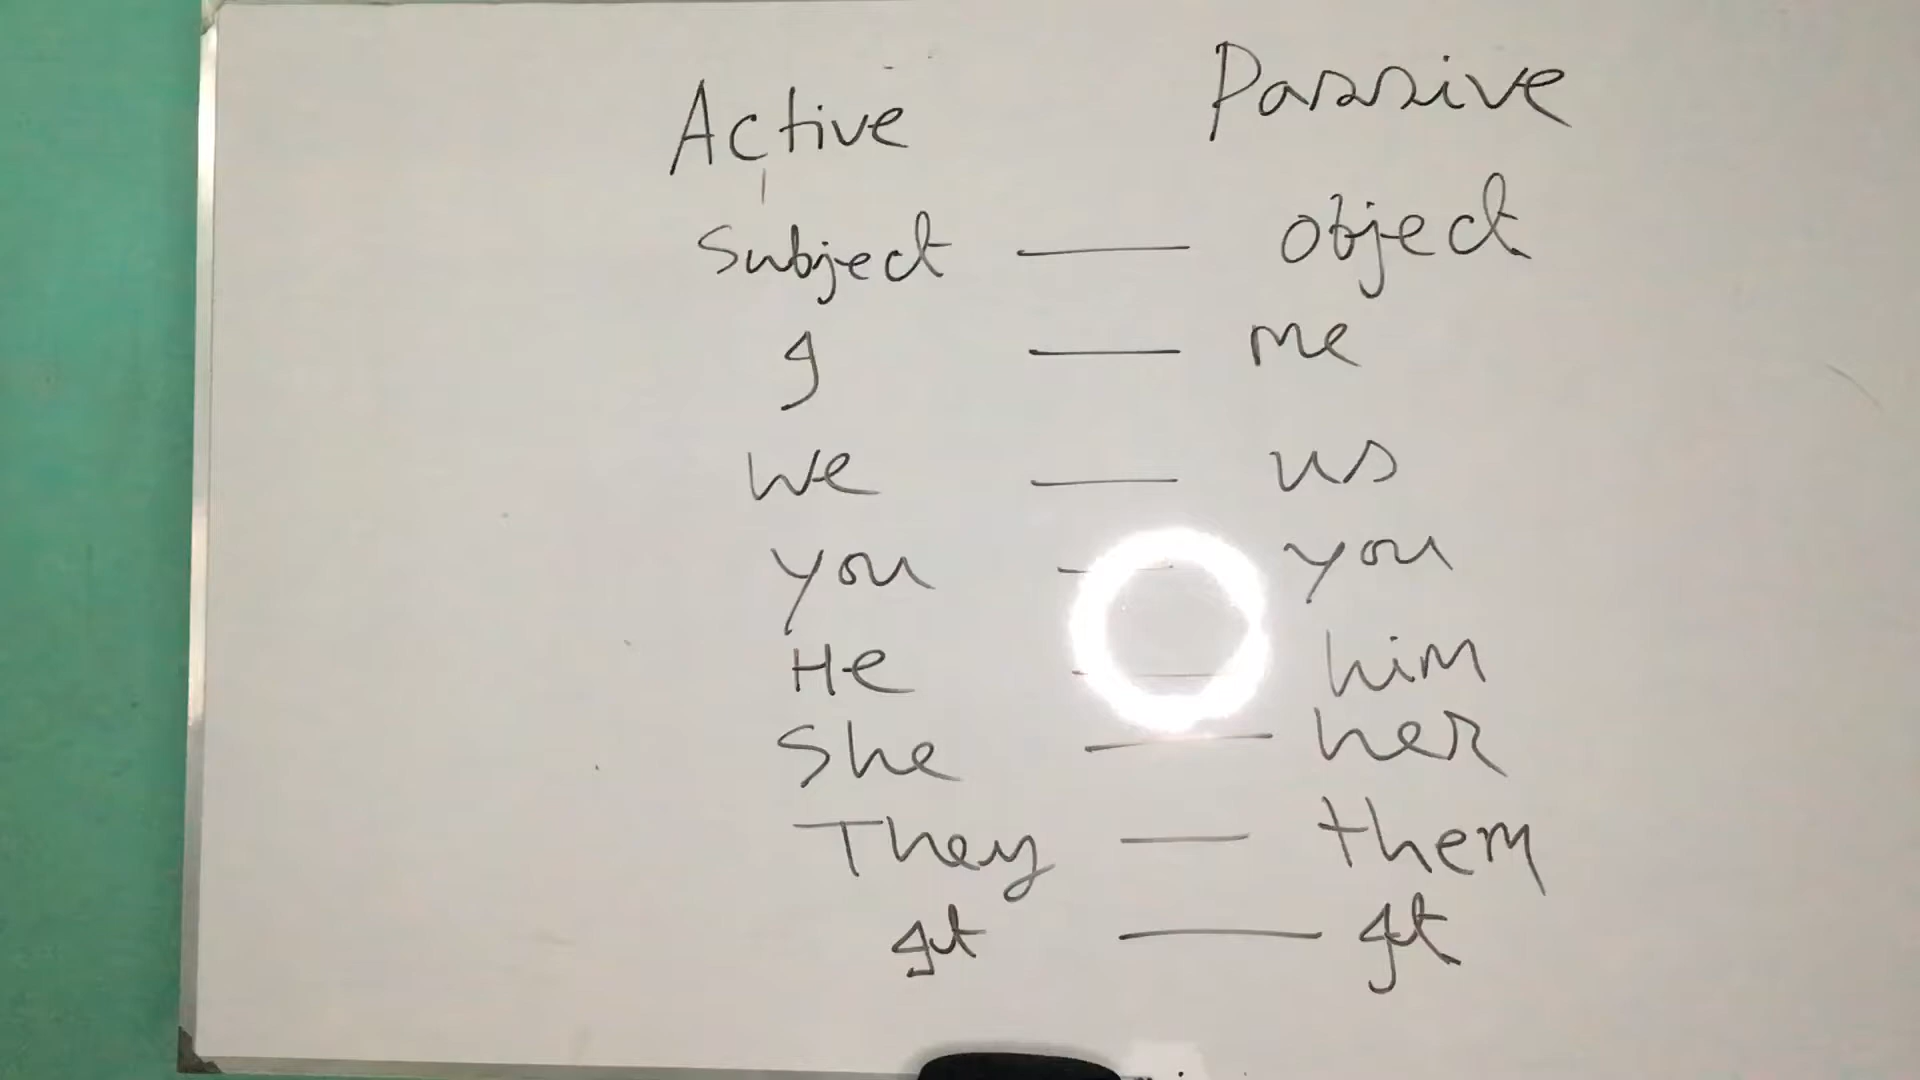 Active Passive
Subject — object
I — me
we — us
you — you
He — him
She — her
They — them
It — It